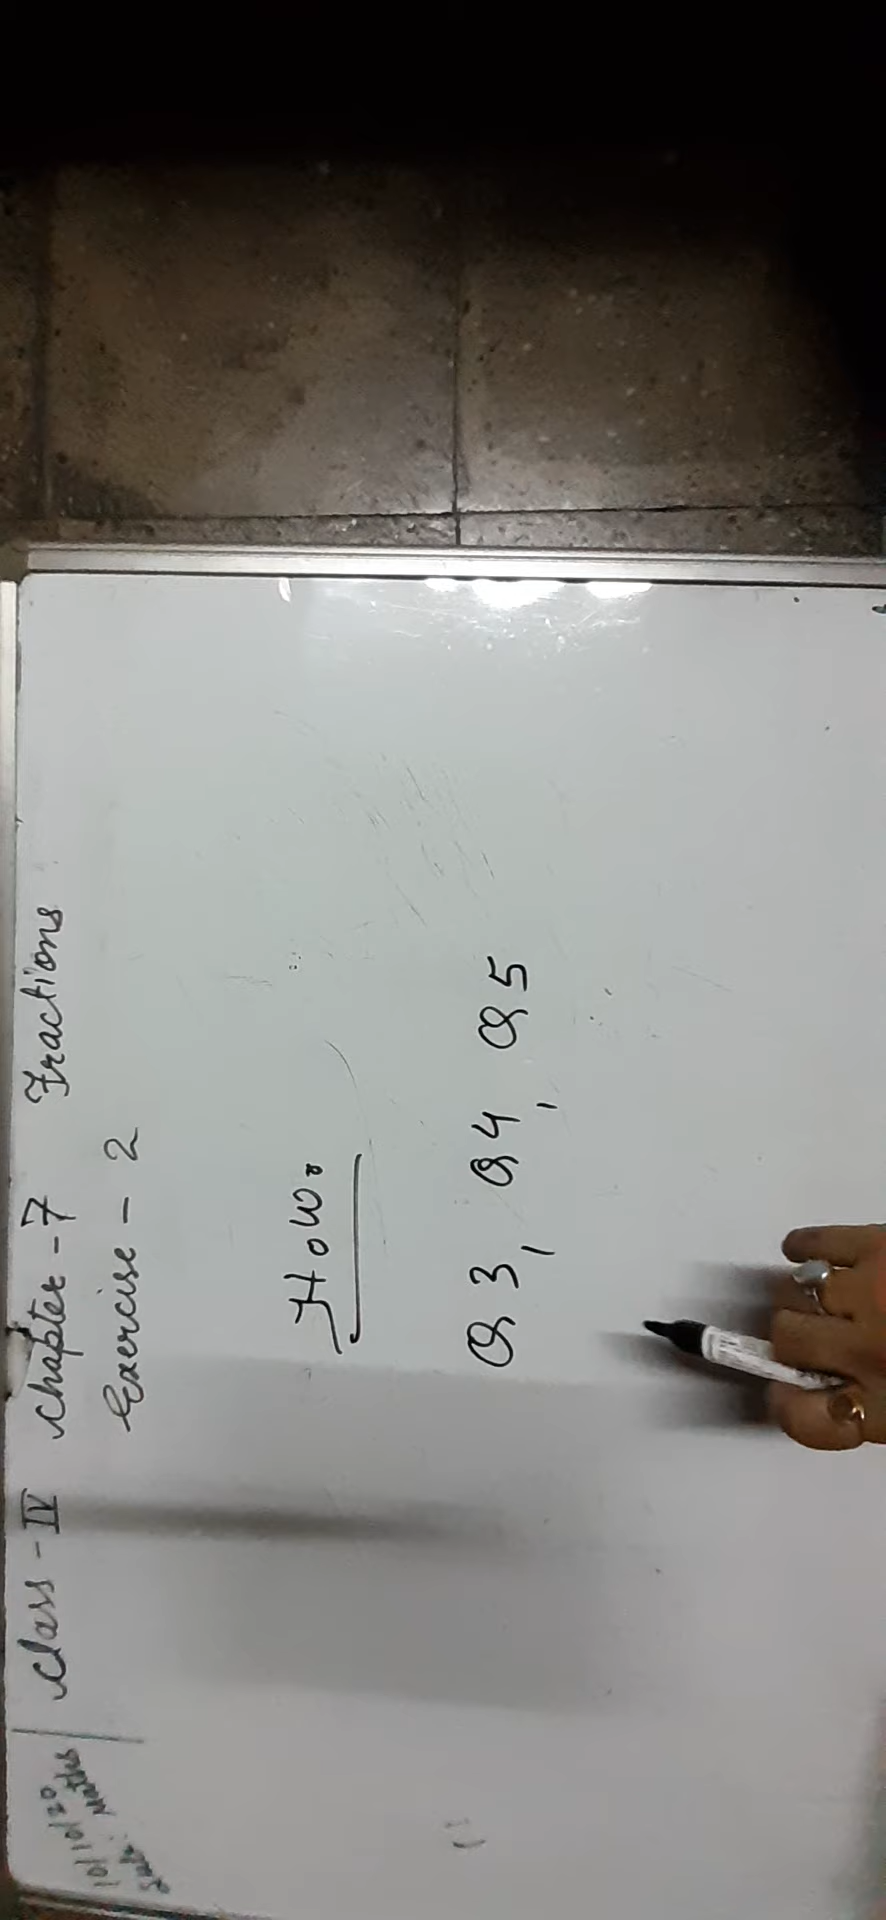 10/10/20
Sub: Maths
Class - IV Chapter - 7 Fractions
Exercise - 2
H.W.
Q3, Q4, Q5